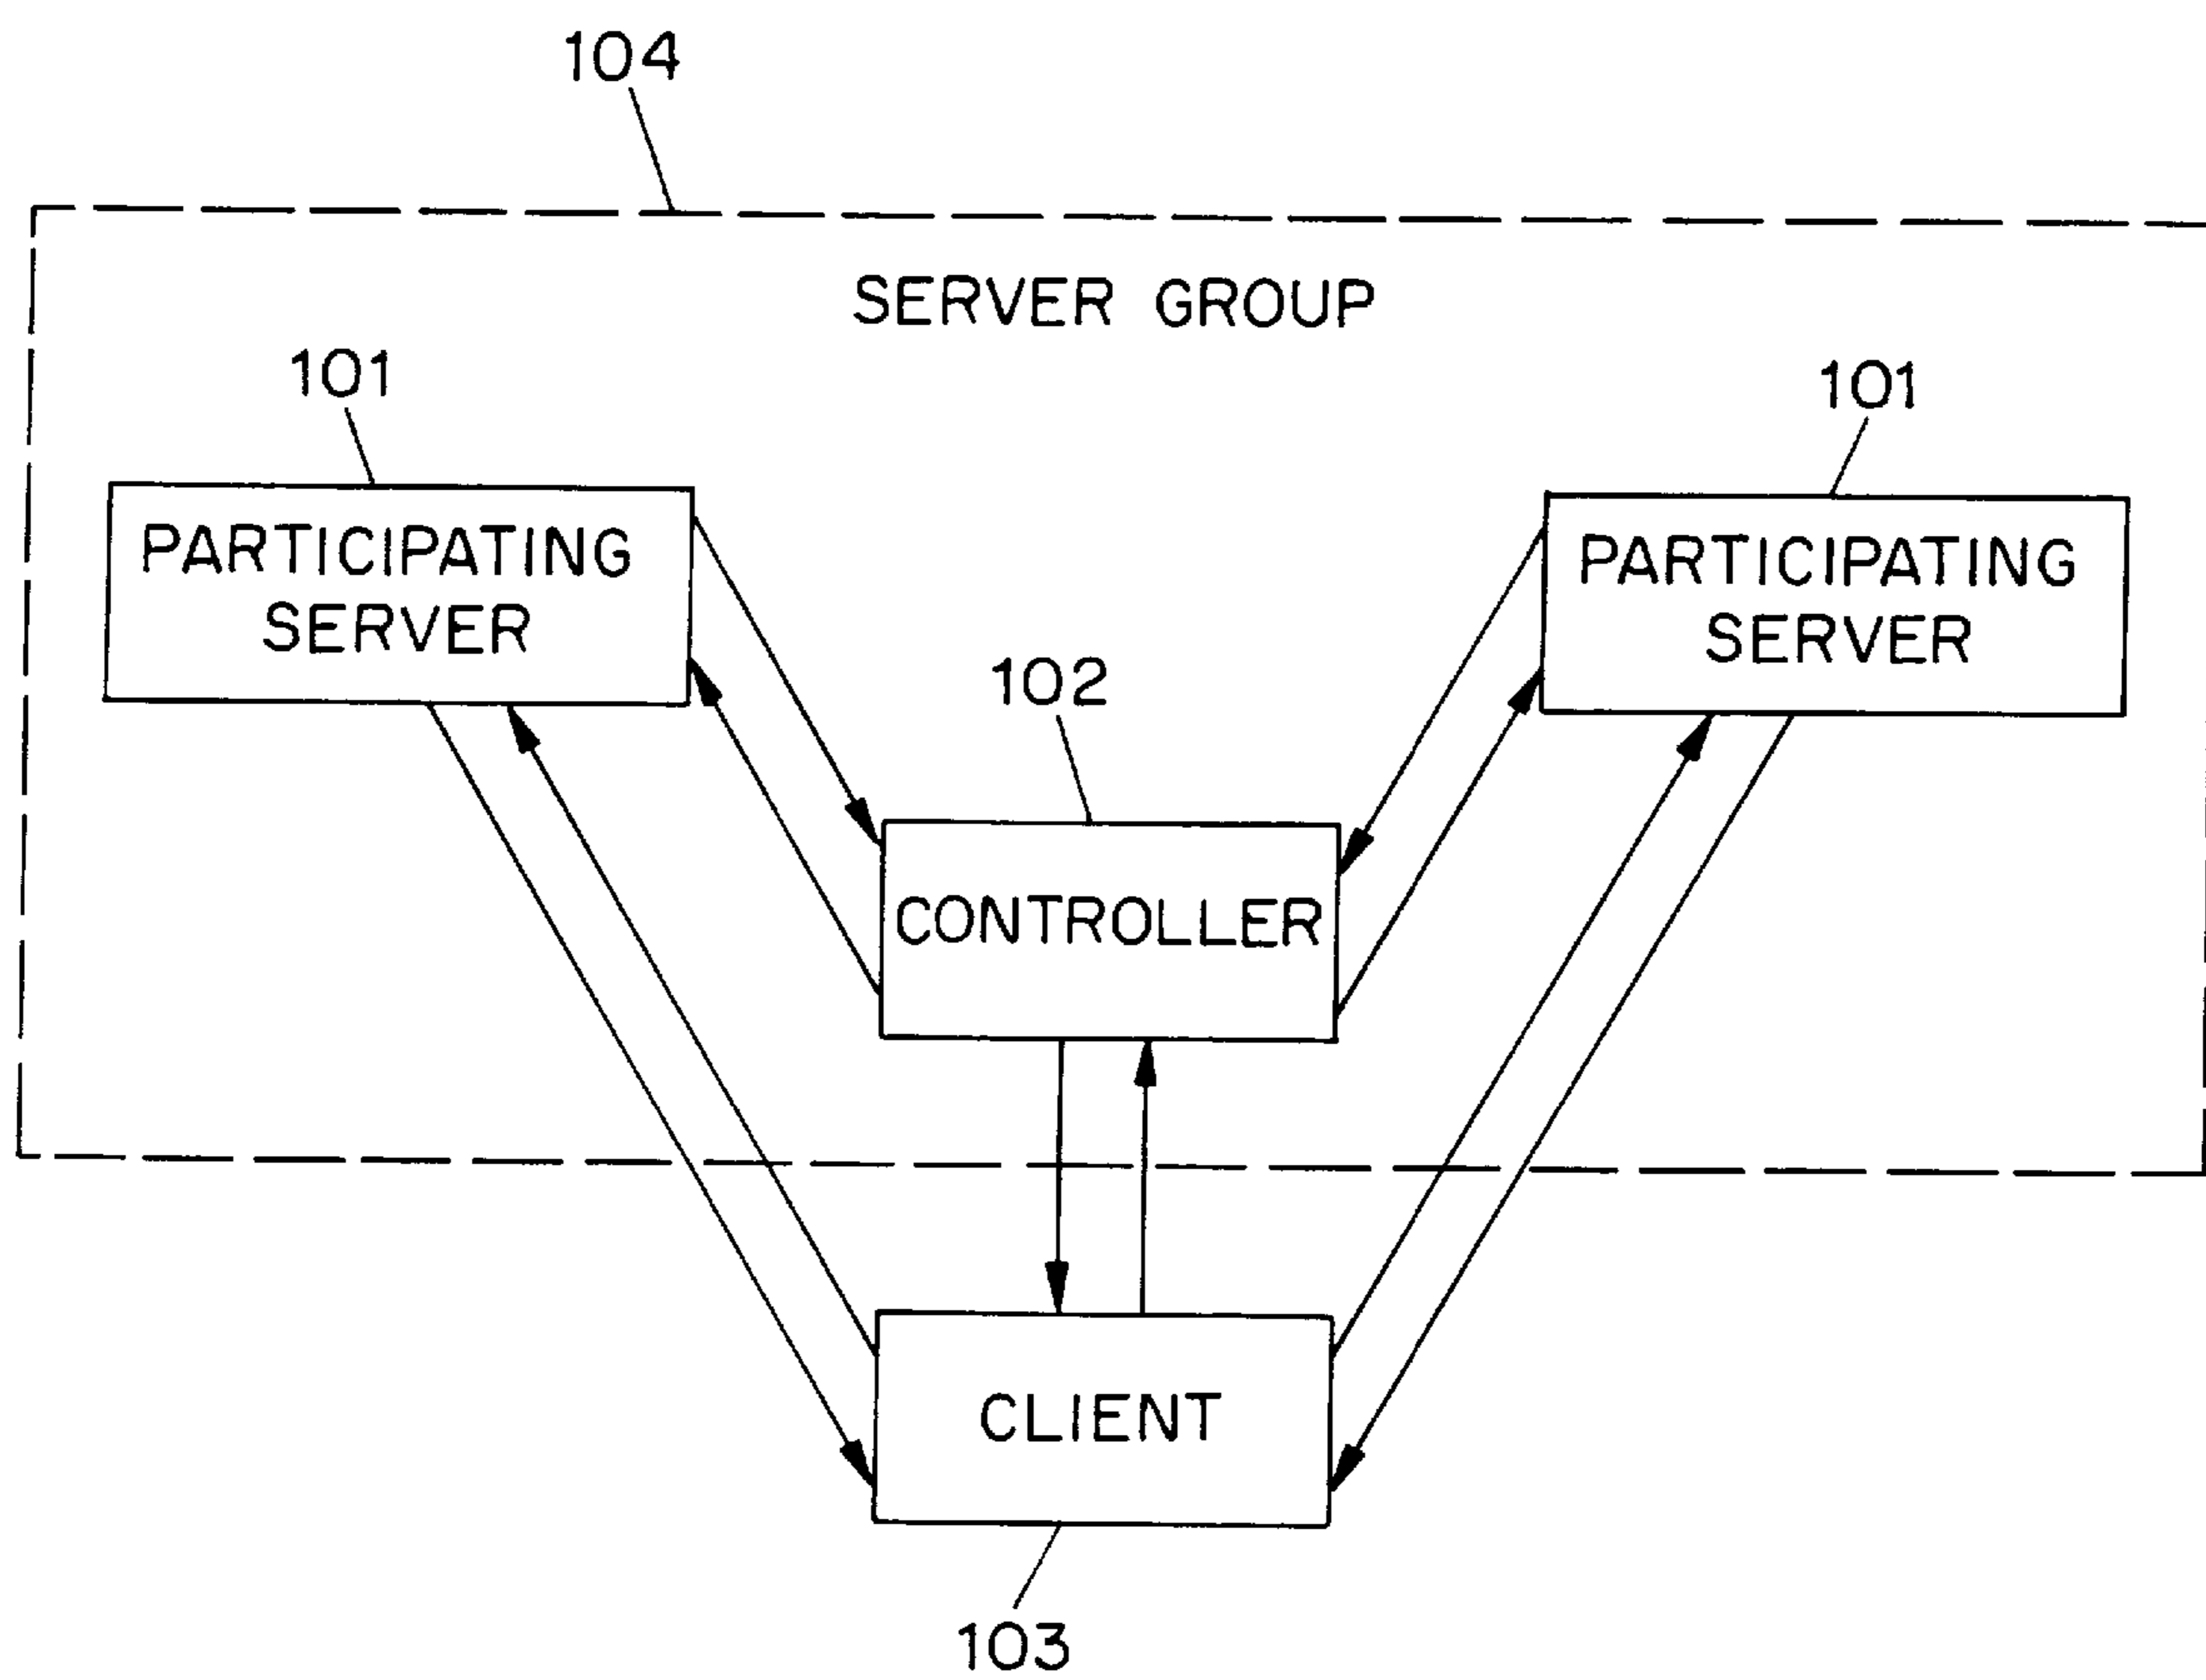 104
SERVER GROUP
101
101
PARTICIPATING
SERVER
PARTICIPATING
SERVER
102
CONTROLLER
CLIENT
103